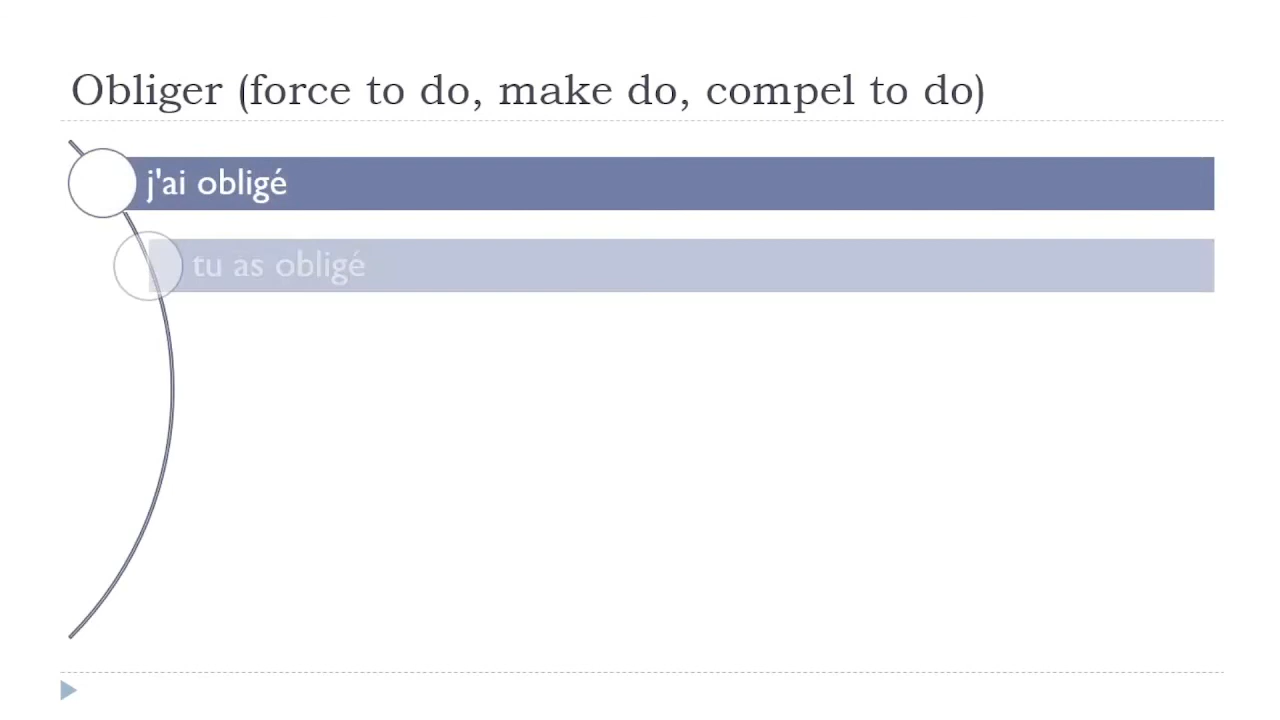 Obliger (force to do, make do, compel to do)
j'ai obligé
tu as obligé